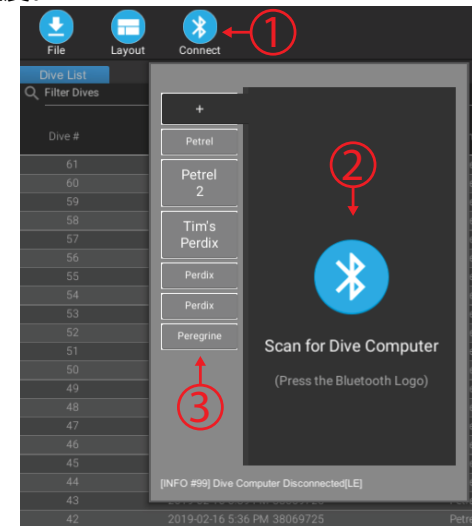 File
Layout
Connect
1
Dive List
Filter Dives
Dive #
61
60
59
58
57
56
55
54
53
52
51
50
49
48
47
46
45
44
43
42
+
Petrel
Petrel
2
Tim's
Perdix
Perdix
Perdix
Peregrine
3
2
Scan for Dive Computer
(Press the Bluetooth Logo)
[INFO #99] Dive Computer Disconnected[LE]
2019-02-16 5:36 PM 38069725